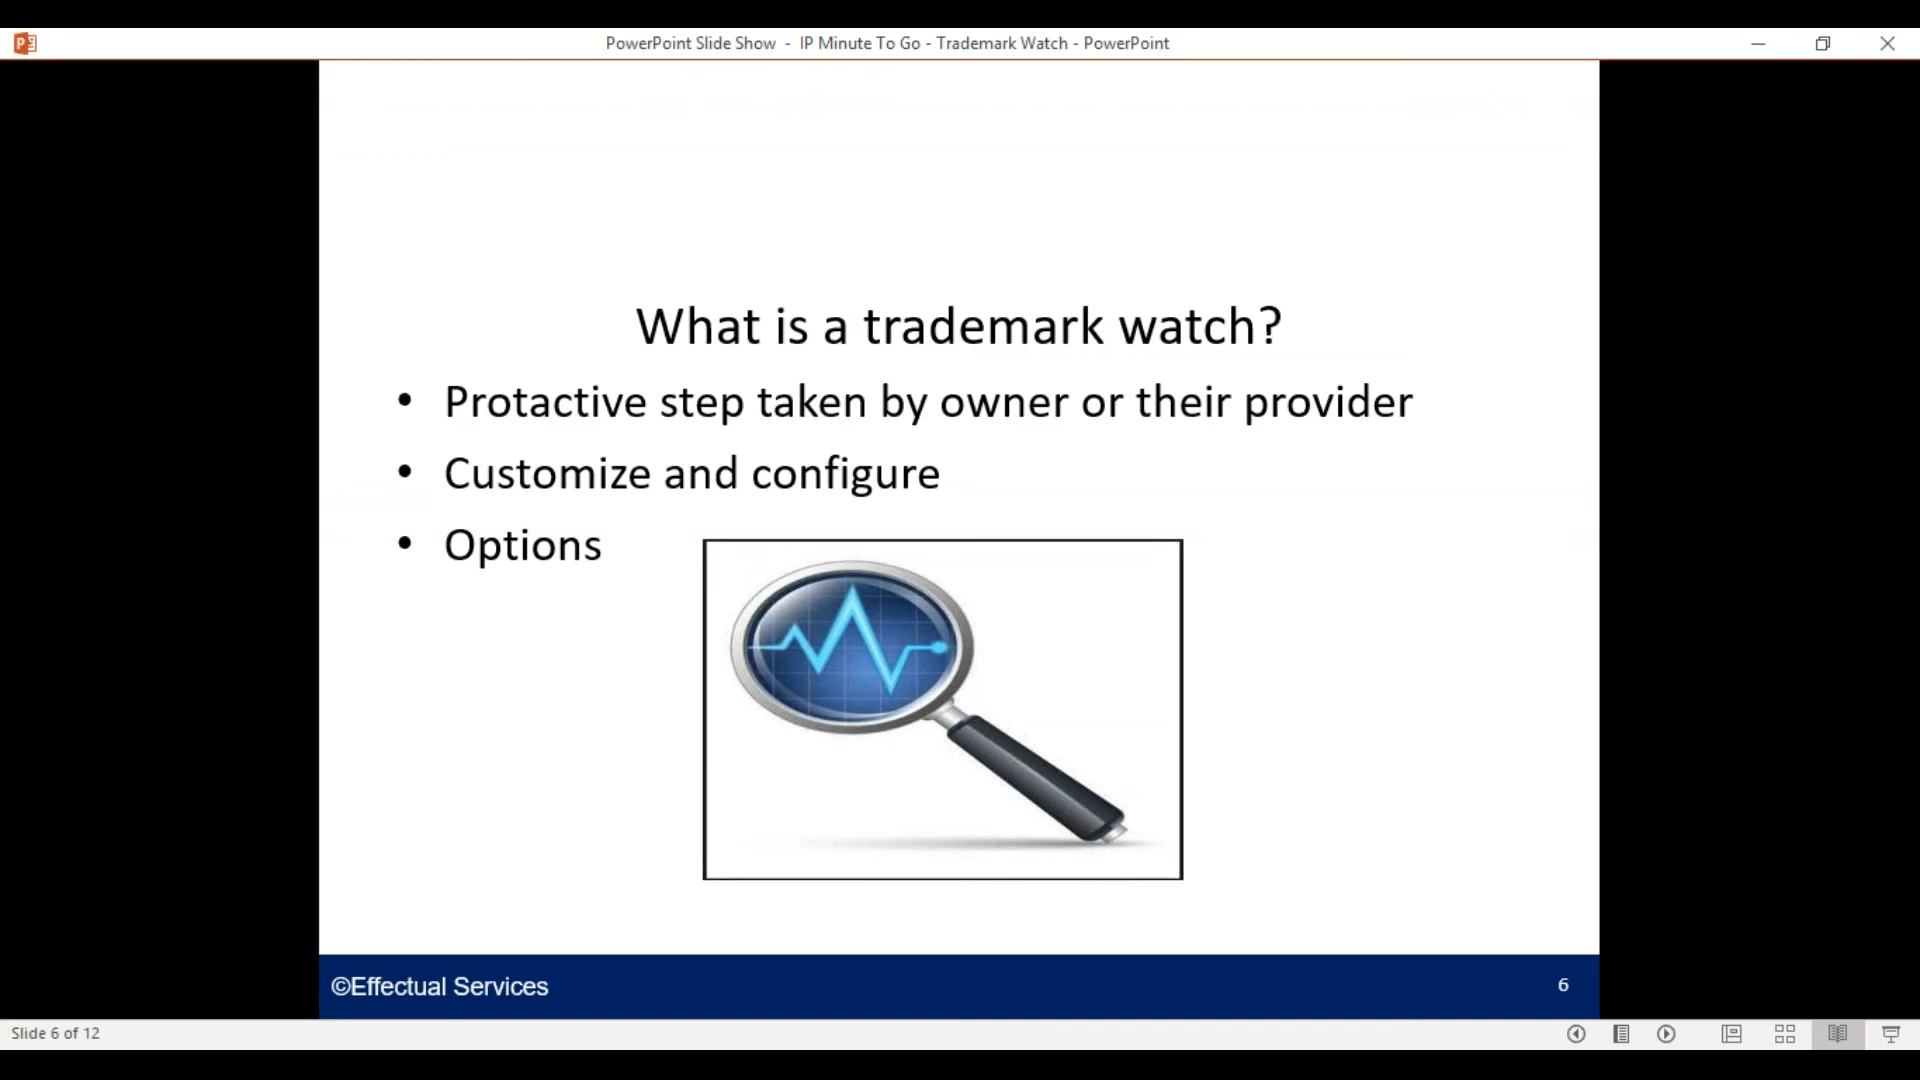 PowerPoint Slide Show - IP Minute To Go - Trademark Watch - PowerPoint
What is a trademark watch?
• Protactive step taken by owner or their provider
• Customize and configure
• Options
©Effectual Services
6
Slide 6 of 12